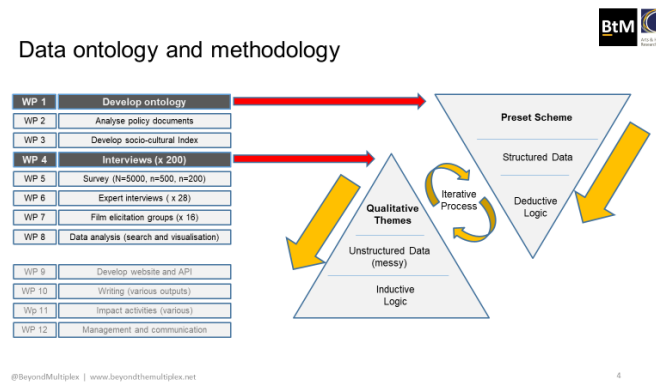 BtM
Data ontology and methodology
WP 1 Develop ontology
WP 2 Analyse policy documents
WP 3 Develop socio-cultural Index
WP 4 Interviews (x 200)
WP 5 Survey (N=5000, n=500, n=200)
WP 6 Expert interviews ( x 28)
WP 7 Film elicitation groups (x 16)
WP 8 Data analysis (search and visualisation)
WP 9 Develop website and API
WP 10 Writing (various outputs)
Wp 11 Impact activities (various)
WP 12 Management and communication
Qualitative
Themes
Unstructured Data
(messy)
Inductive
Logic
Iterative
Process
Preset Scheme
Structured Data
Deductive
Logic
@BeyondMultiplex | www.beyondthemultiplex.net
4